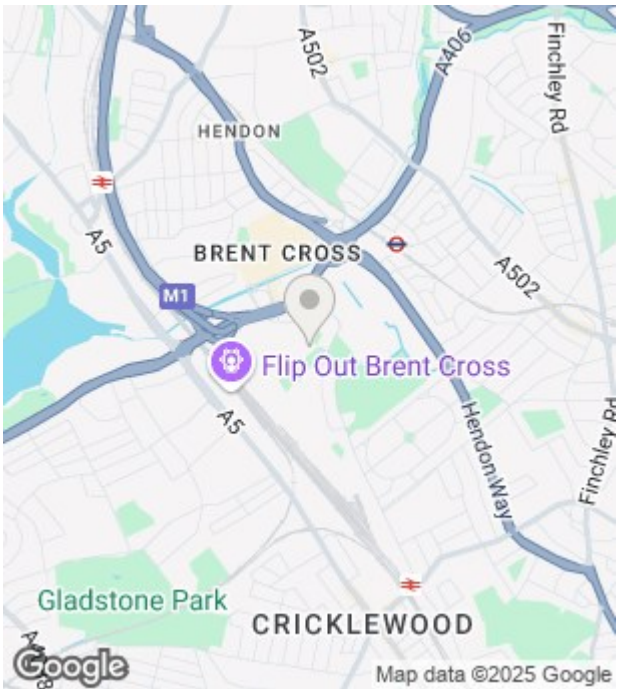 A502
A406
Finchley Rd
HENDON
A5
BRENT CROSS
A502
M1
Flip Out Brent Cross
A5
Hendon Way
Finchley Rd
Gladstone Park
CRICKLEWOOD
Google
Map data ©2025 Google